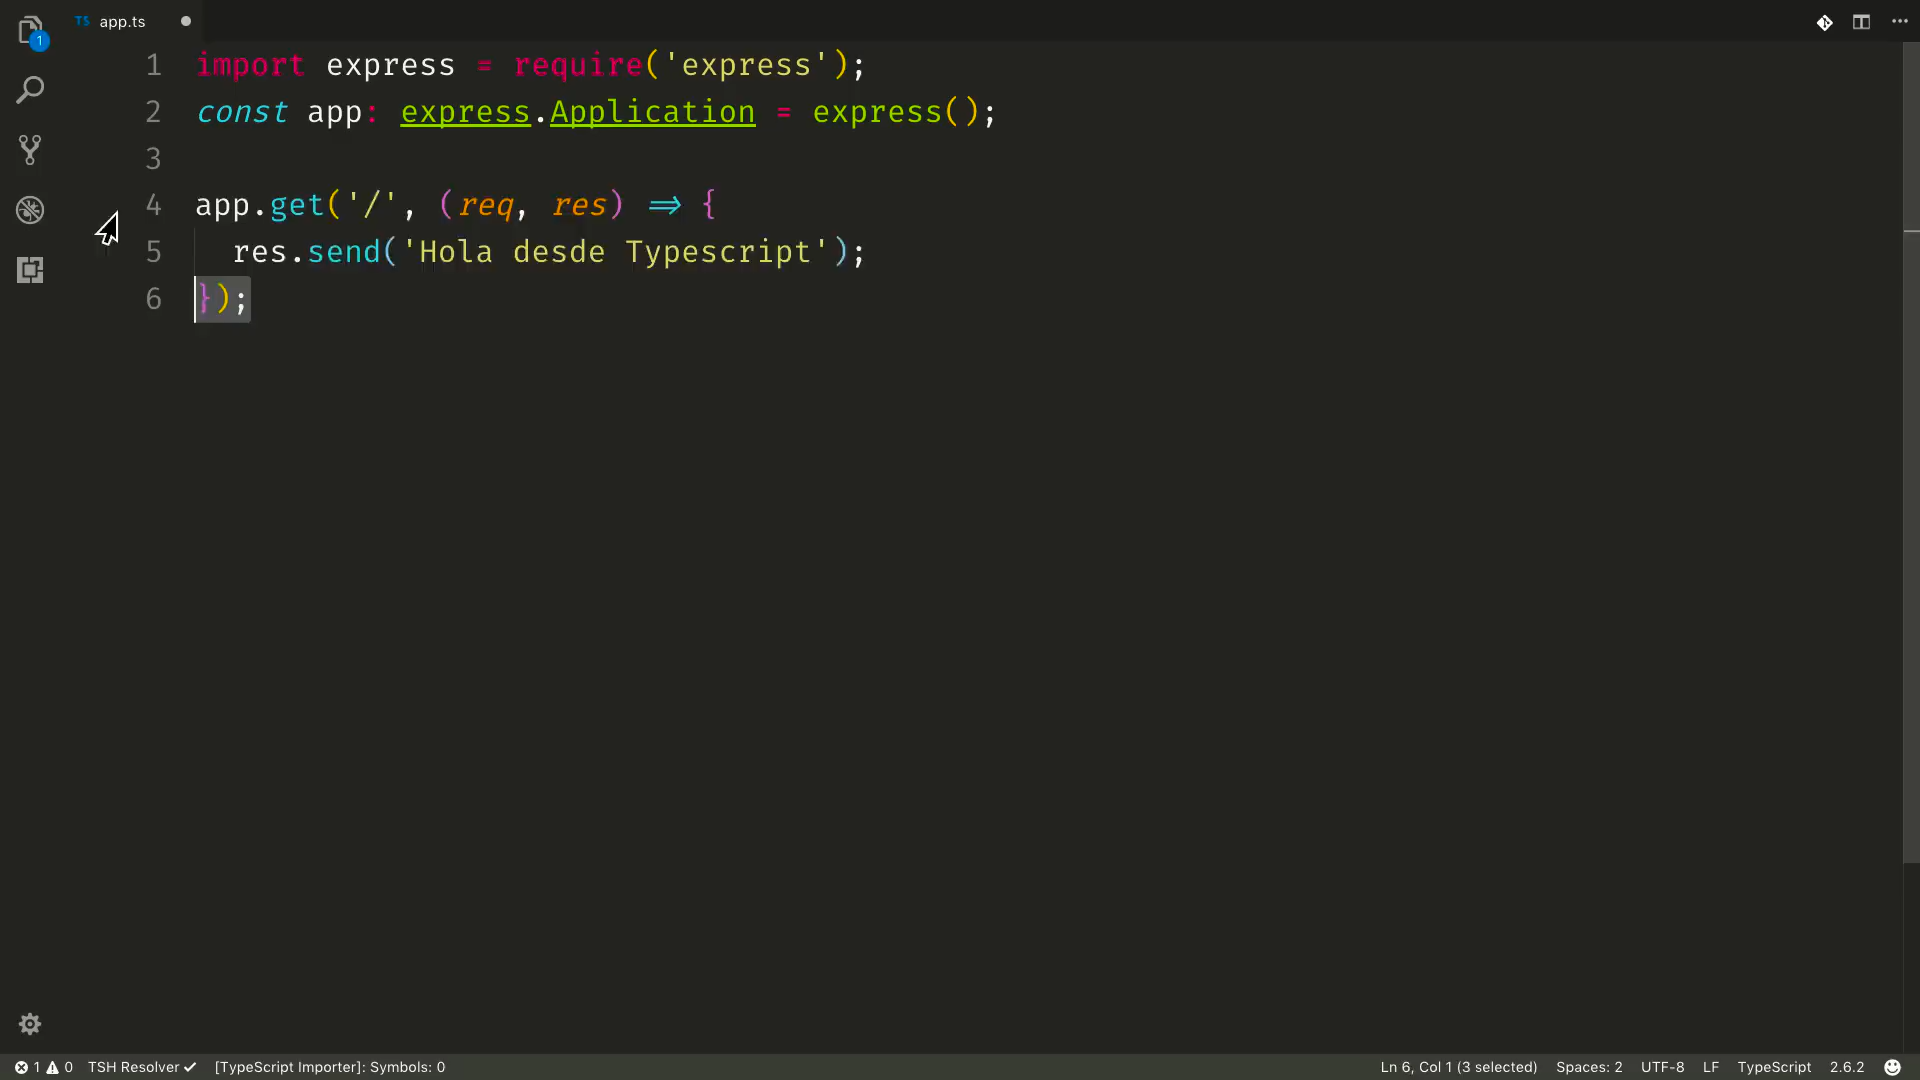 1
TS app.ts
1 import express = require('express');
2 const app: express.Application = express();
3
4 app.get('/', (req, res) => {
5 res.send('Hola desde Typescript');
6 });
1 0 TSH Resolver ✓ [TypeScript Importer]: Symbols: 0 Ln 6, Col 1 (3 selected) Spaces: 2 UTF-8 LF TypeScript 2.6.2